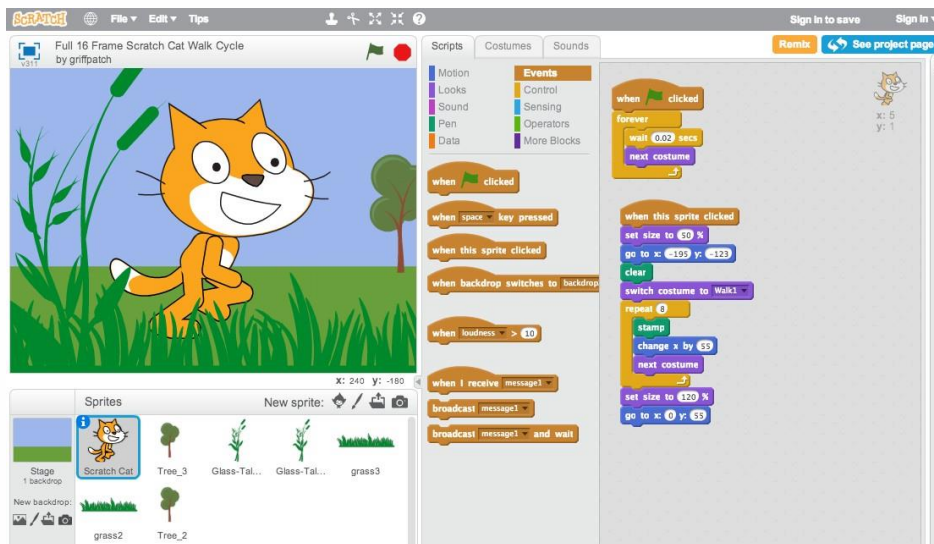 SCRATCH File ▾ Edit ▾ Tips Sign in to save Sign in ▾
Full 16 Frame Scratch Cat Walk Cycle
by griffpatch
v311
x: 240 y: -180
Sprites New sprite:
Stage
1 backdrop
New backdrop:
Scratch Cat
Tree_3
Glass-Tal...
Glass-Tal...
grass3
grass2
Tree_2
Scripts Costumes Sounds
Remix See project page
Motion Events
Looks Control
Sound Sensing
Pen Operators
Data More Blocks
when clicked
when space ▾ key pressed
when this sprite clicked
when backdrop switches to backdrop
when loudness ▾ > 10
when I receive message1 ▾
broadcast message1 ▾
broadcast message1 ▾ and wait
x: 5
y: 1
when clicked
forever
wait 0.02 secs
next costume
when this sprite clicked
set size to 50 %
go to x: -195 y: -123
clear
switch costume to Walk1 ▾
repeat 8
stamp
change x by 55
next costume
set size to 120 %
go to x: 0 y: 55